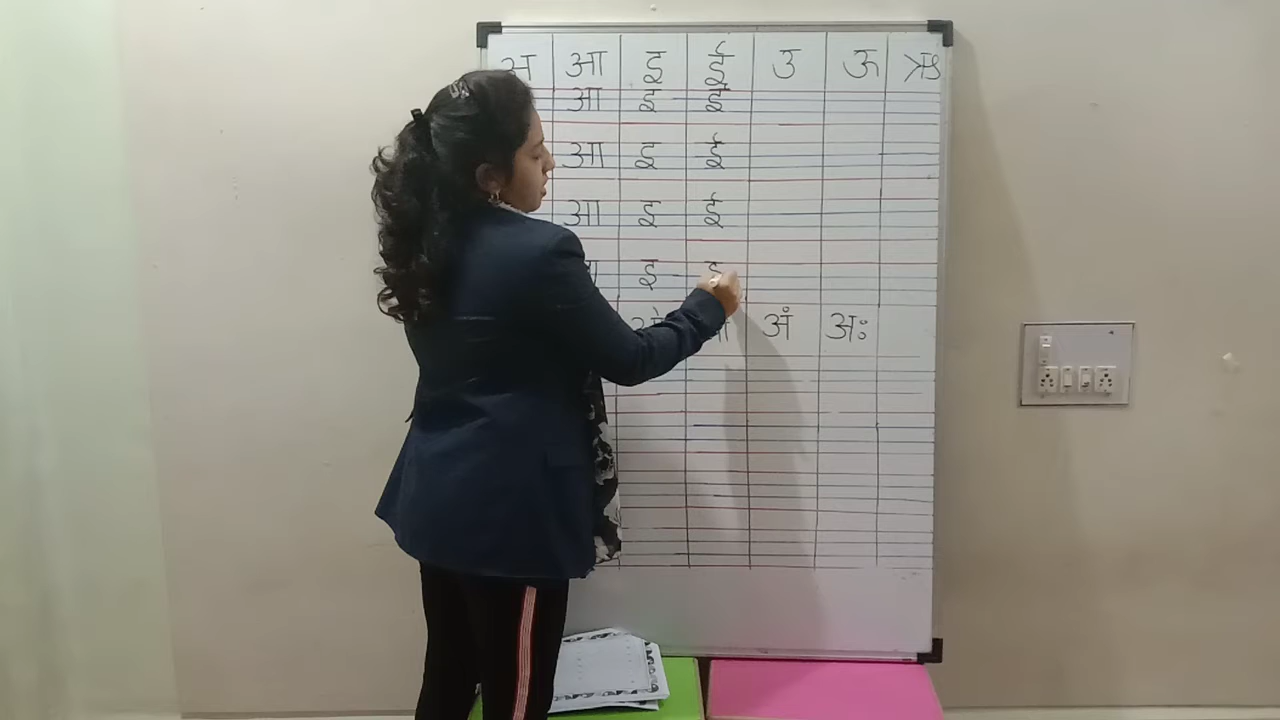 अ आ इ ई उ ऊ ऋ
आ इ ई
आ इ ई
आ इ ई
इ
अं अः